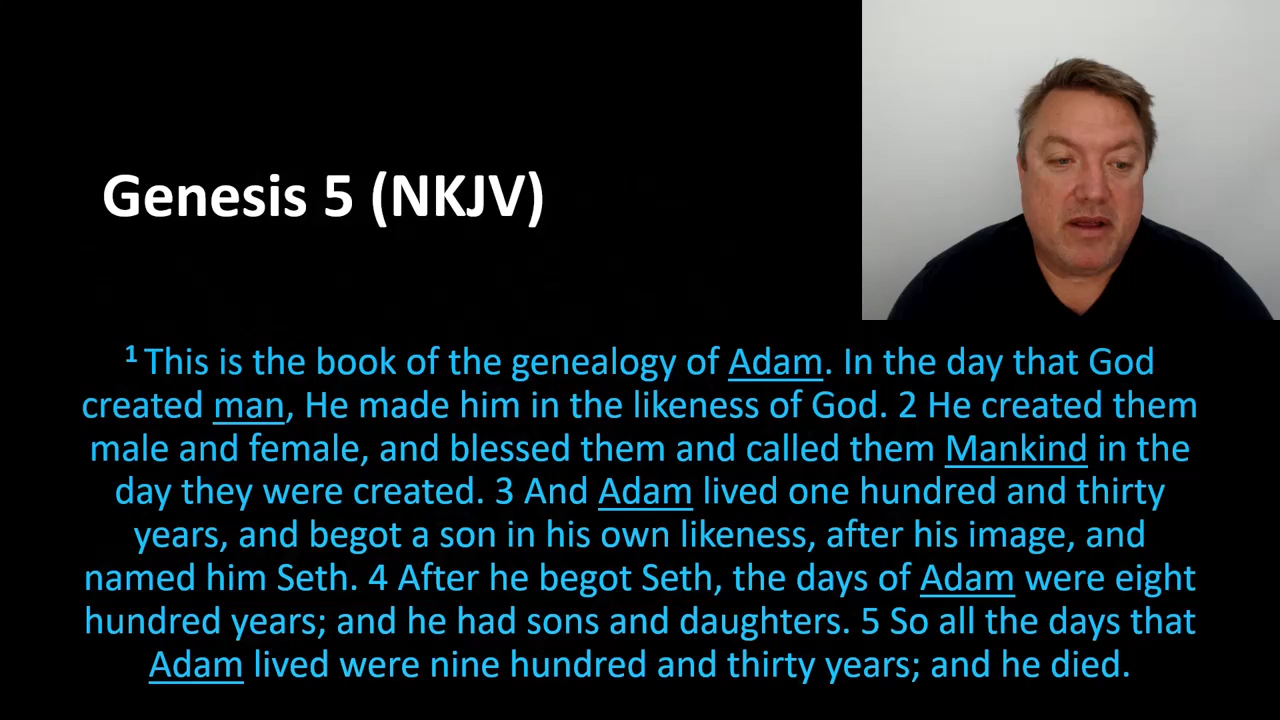 Genesis 5 (NKJV)
1 This is the book of the genealogy of Adam. In the day that God
created man, He made him in the likeness of God. 2 He created them
male and female, and blessed them and called them Mankind in the
day they were created. 3 And Adam lived one hundred and thirty
years, and begot a son in his own likeness, after his image, and
named him Seth. 4 After he begot Seth, the days of Adam were eight
hundred years; and he had sons and daughters. 5 So all the days that
Adam lived were nine hundred and thirty years; and he died.